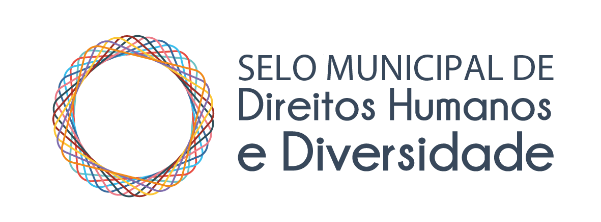 SELO MUNICIPAL DE
Direitos Humanos
e Diversidade